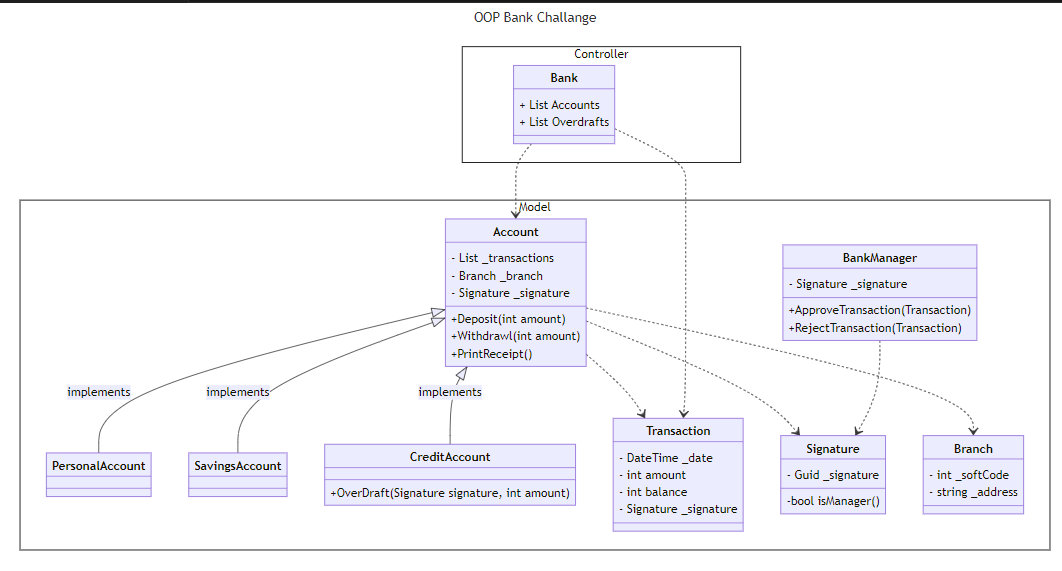 OOP Bank Challange
Controller
Bank
+ List Accounts
+ List Overdrafts
Model
Account
- List _transactions
- Branch _branch
- Signature _signature
+Deposit(int amount)
+Withdrawl(int amount)
+PrintReceipt()
BankManager
- Signature _signature
+ApproveTransaction(Transaction)
+RejectTransaction(Transaction)
implements
implements
implements
PersonalAccount
SavingsAccount
CreditAccount
+OverDraft(Signature signature, int amount)
Transaction
- DateTime _date
- int amount
- int balance
- Signature _signature
Signature
- Guid _signature
-bool isManager()
Branch
- int _softCode
- string _address